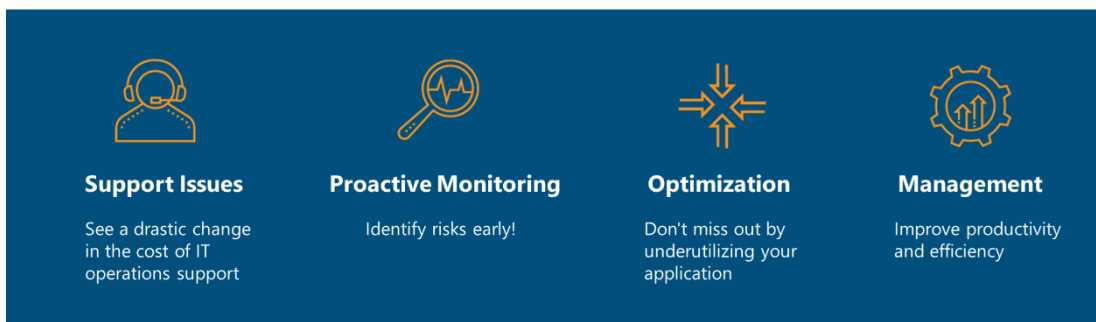 Support Issues
See a drastic change
in the cost of IT
operations support
Proactive Monitoring
Identify risks early!
Optimization
Don't miss out by
underutilizing your
application
Management
Improve productivity
and efficiency